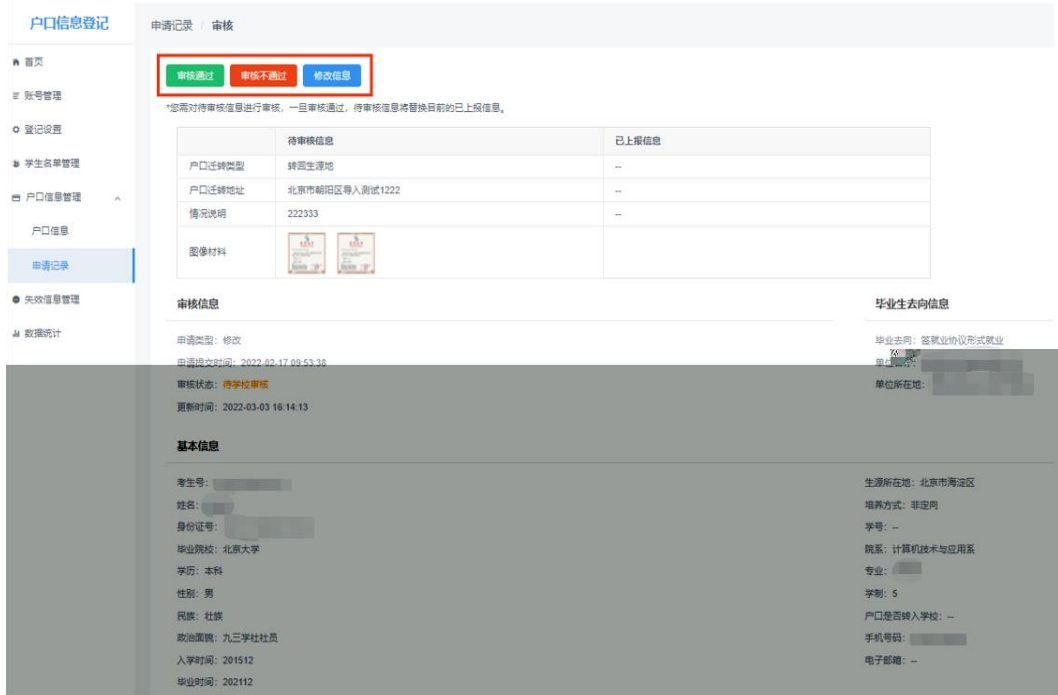 户口信息登记
申请记录 / 审核
首页
账号管理
登记设置
学生名单管理
户口信息管理
户口信息
申请记录
失效信息管理
数据统计
审核通过 审核不通过 修改信息
*您需对待审核信息进行审核，一旦审核通过，待审核信息将替换目前的已上报信息。
待审核信息 已上报信息
户口迁转类型 转回生源地 --
户口迁转地址 北京市朝阳区导入测试1222 --
情况说明 222333 --
图像材料
审核信息
申请类型：修改
申请提交时间：2022-02-17 09:53:38
审核状态：待学校审核
更新时间：2022-03-03 16:14:13
毕业生去向信息
毕业去向：签就业协议形式就业
单位所在地：
基本信息
考生号：
姓名：
身份证号：
毕业院校：北京大学
学历：本科
性别：男
民族：壮族
政治面貌：九三学社社员
入学时间：201512
毕业时间：202112
生源所在地：北京市海淀区
培养方式：非定向
学号：--
院系：计算机技术与应用系
专业：
学制：5
户口是否转入学校：--
手机号码：
电子邮箱：--